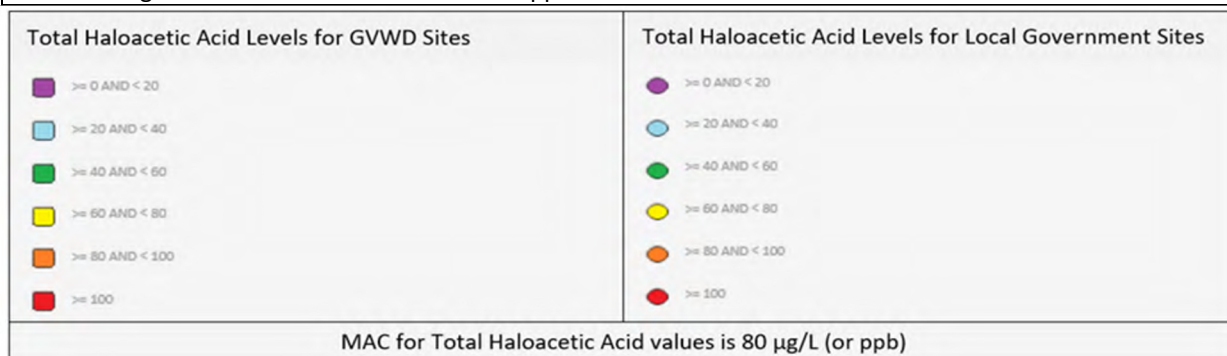 Total Haloacetic Acid Levels for GVWD Sites
>= 0 AND < 20
>= 20 AND < 40
>= 40 AND < 60
>= 60 AND < 80
>= 80 AND < 100
>= 100
Total Haloacetic Acid Levels for Local Government Sites
>= 0 AND < 20
>= 20 AND < 40
>= 40 AND < 60
>= 60 AND < 80
>= 80 AND < 100
>= 100
MAC for Total Haloacetic Acid values is 80 µg/L (or ppb)